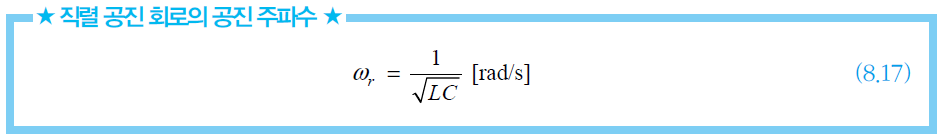 ★ 직렬 공진 회로의 공진 주파수 ★
ω_r = 1/√LC [rad/s] (8.17)